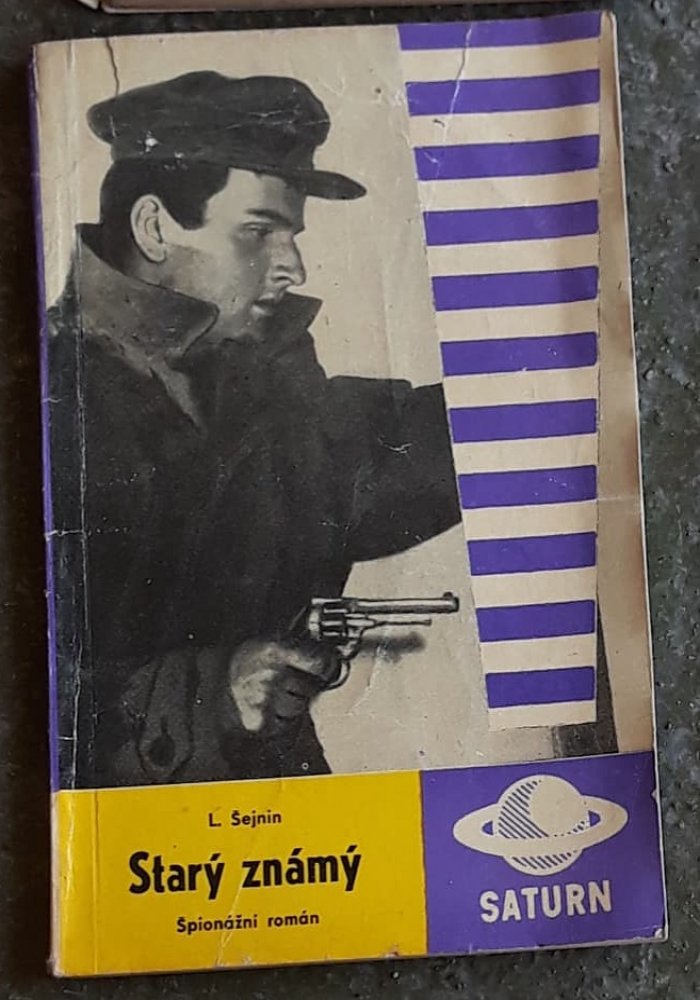 L. Šejnin
Starý známý
Špionážní román
SATURN